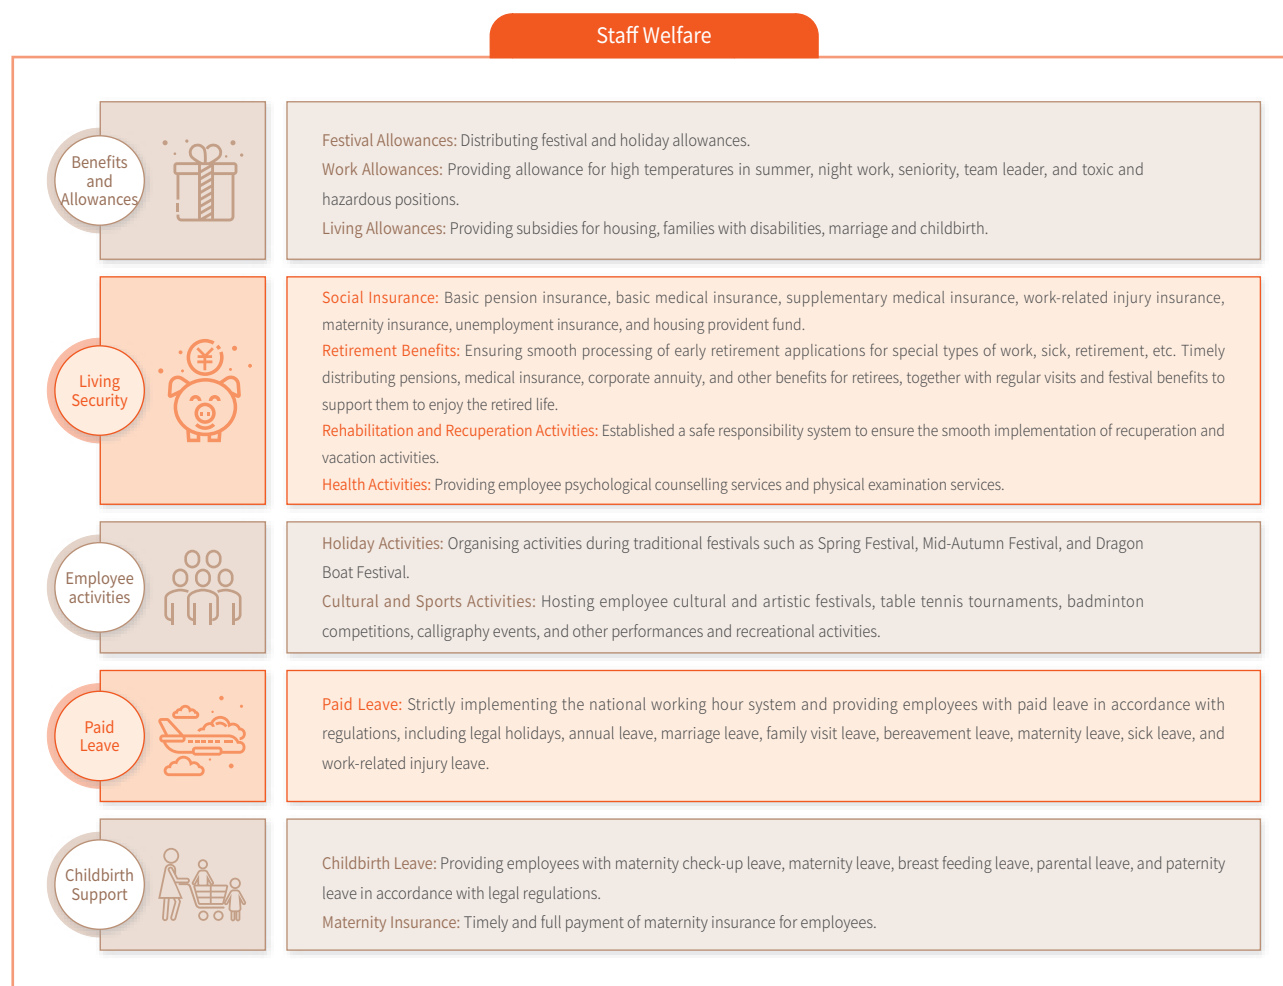 Staff Welfare
Benefits
and
Allowances
Festival Allowances: Distributing festival and holiday allowances.
Work Allowances: Providing allowance for high temperatures in summer, night work, seniority, team leader, and toxic and
hazardous positions.
Living Allowances: Providing subsidies for housing, families with disabilities, marriage and childbirth.
Living
Security
¥
Social Insurance: Basic pension insurance, basic medical insurance, supplementary medical insurance, work-related injury insurance,
maternity insurance, unemployment insurance, and housing provident fund.
Retirement Benefits: Ensuring smooth processing of early retirement applications for special types of work, sick, retirement, etc. Timely
distributing pensions, medical insurance, corporate annuity, and other benefits for retirees, together with regular visits and festival benefits to
support them to enjoy the retired life.
Rehabilitation and Recuperation Activities: Established a safe responsibility system to ensure the smooth implementation of recuperation and
vacation activities.
Health Activities: Providing employee psychological counselling services and physical examination services.
Employee
activities
Holiday Activities: Organising activities during traditional festivals such as Spring Festival, Mid-Autumn Festival, and Dragon
Boat Festival.
Cultural and Sports Activities: Hosting employee cultural and artistic festivals, table tennis tournaments, badminton
competitions, calligraphy events, and other performances and recreational activities.
Paid
Leave
Paid Leave: Strictly implementing the national working hour system and providing employees with paid leave in accordance with
regulations, including legal holidays, annual leave, marriage leave, family visit leave, bereavement leave, maternity leave, sick leave, and
work-related injury leave.
Childbirth
Support
Childbirth Leave: Providing employees with maternity check-up leave, maternity leave, breast feeding leave, parental leave, and paternity
leave in accordance with legal regulations.
Maternity Insurance: Timely and full payment of maternity insurance for employees.